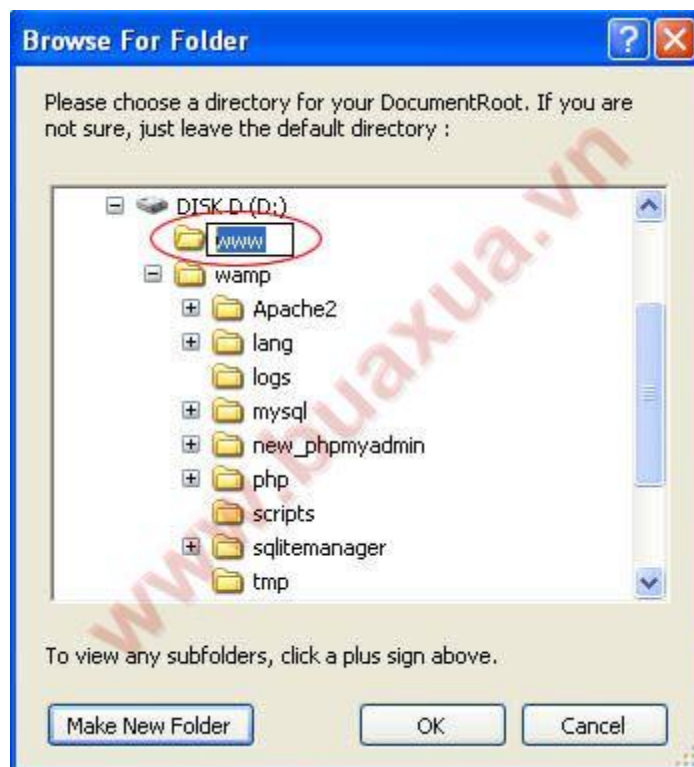 Browse For Folder
Please choose a directory for your DocumentRoot. If you are
not sure, just leave the default directory :
DISK D (D:)
www
wamp
Apache2
lang
logs
mysql
new_phpmyadmin
php
scripts
sqlitemanager
tmp
www.buaxua.vn
To view any subfolders, click a plus sign above.
Make New Folder
OK
Cancel